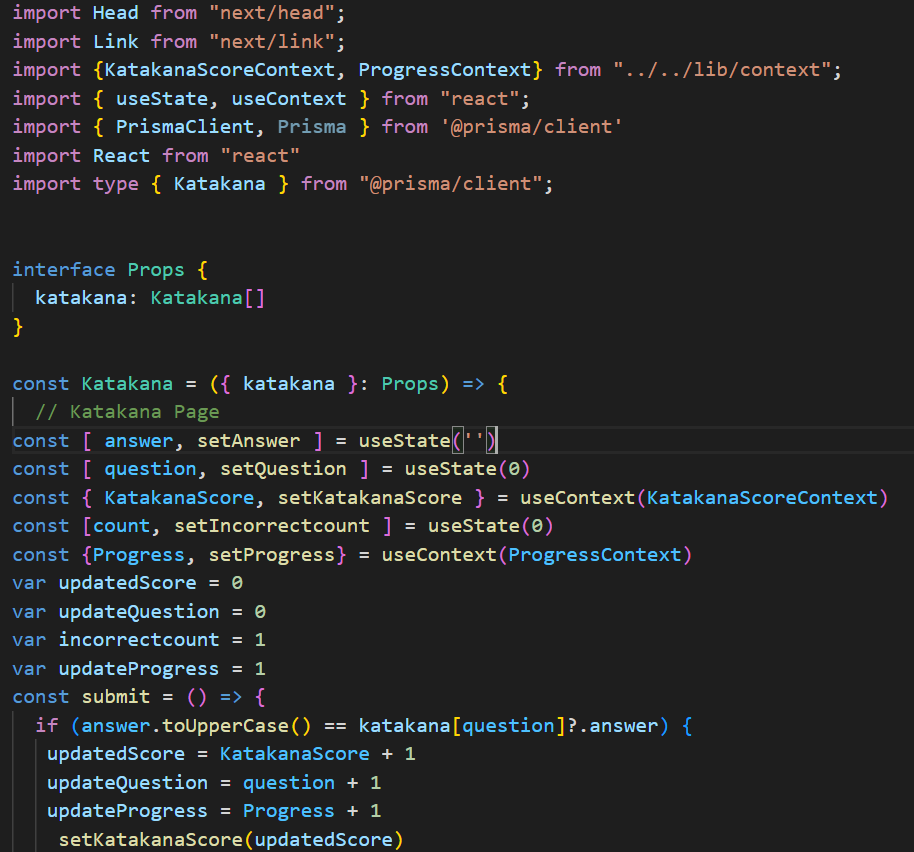 import Head from "next/head";
import Link from "next/link";
import {KatakanaScoreContext, ProgressContext} from "../../lib/context";
import { useState, useContext } from "react";
import { PrismaClient, Prisma } from '@prisma/client'
import React from "react"
import type { Katakana } from "@prisma/client";
interface Props {
  katakana: Katakana[]
}
const Katakana = ({ katakana }: Props) => {
  // Katakana Page
const [ answer, setAnswer ] = useState('')
const [ question, setQuestion ] = useState(0)
const { KatakanaScore, setKatakanaScore } = useContext(KatakanaScoreContext)
const [count, setIncorrectcount ] = useState(0)
const {Progress, setProgress} = useContext(ProgressContext)
var updatedScore = 0
var updateQuestion = 0
var incorrectcount = 1
var updateProgress = 1
const submit = () => {
  if (answer.toUpperCase() == katakana[question]?.answer) {
   updatedScore = KatakanaScore + 1
   updateQuestion = question + 1
   updateProgress = Progress + 1
    setKatakanaScore(updatedScore)